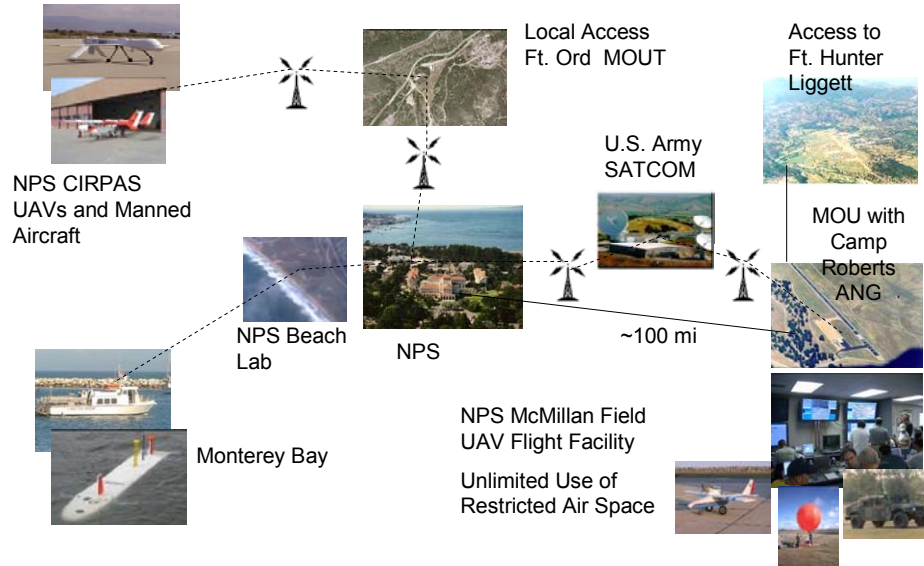 Local Access
Ft. Ord MOUT
Access to
Ft. Hunter
Liggett
U.S. Army
SATCOM
NPS CIRPAS
UAVs and Manned
Aircraft
MOU with
Camp
Roberts
ANG
NPS Beach
Lab
NPS
~100 mi
NPS McMillan Field
UAV Flight Facility
Monterey Bay
Unlimited Use of
Restricted Air Space